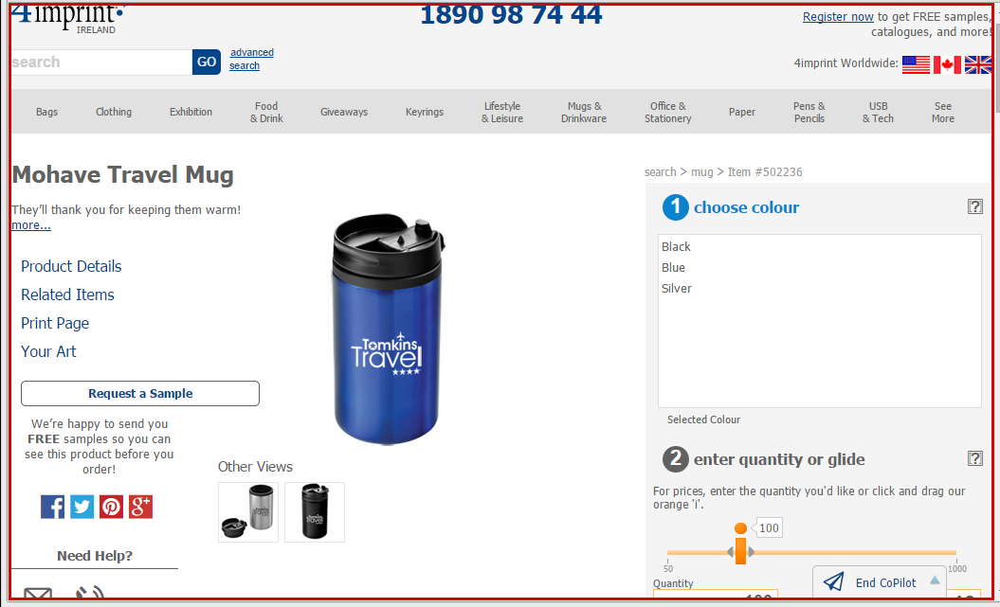 4imprint
IRELAND
1890 98 74 44
Register now to get FREE samples,
catalogues, and more!
search
GO
advanced
search
4imprint Worldwide:
Bags
Clothing
Exhibition
Food
& Drink
Giveaways
Keyrings
Lifestyle
& Leisure
Mugs &
Drinkware
Office &
Stationery
Paper
Pens &
Pencils
USB
& Tech
See
More
Mohave Travel Mug
They'll thank you for keeping them warm!
more...
Product Details
Related Items
Print Page
Your Art
Request a Sample
We're happy to send you
FREE samples so you can
see this product before you
order!
f
g+
Need Help?
Tomkins
Travel
Other Views
Tomkins
Travel
Tomkins
Travel
search > mug > Item #502236
1 choose colour
?
Black
Blue
Silver
Selected Colour
2 enter quantity or glide
?
For prices, enter the quantity you'd like or click and drag our
orange 'i'.
100
50
1000
Quantity
100
End CoPilot